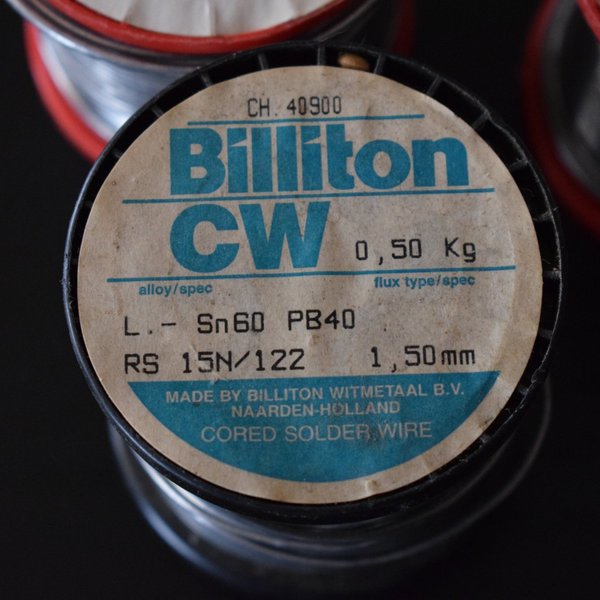 CH. 40900
Billiton
CW 0,50 Kg
alloy/spec flux type/spec
L.- Sn60 PB40
RS 15N/122 1,50mm
MADE BY BILLITON WITMETAAL B.V.
NAARDEN-HOLLAND
CORED SOLDER WIRE